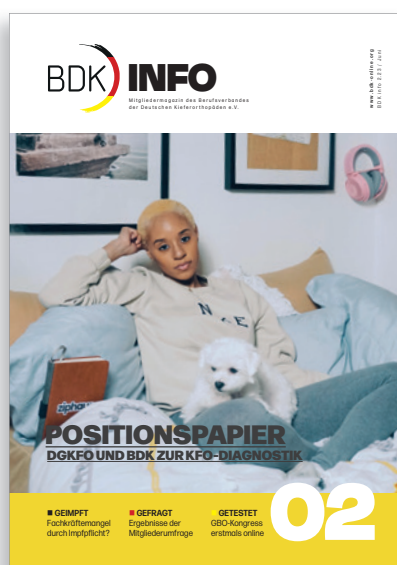 BDK INFO
Mitgliedermagazin des Berufsverbandes
der Deutschen Kieferorthopäden e.V.
www.bdk-online.org
POSITIONSPAPIER
DGKFO UND BDK ZUR KFO-DIAGNOSTIK
GEIMPFT
Fachkräftemangel
durch Impfpflicht?
GEFRAGT
Ergebnisse der
Mitgliederumfrage
GETESTET
GBO-Kongress
erstmals online
02